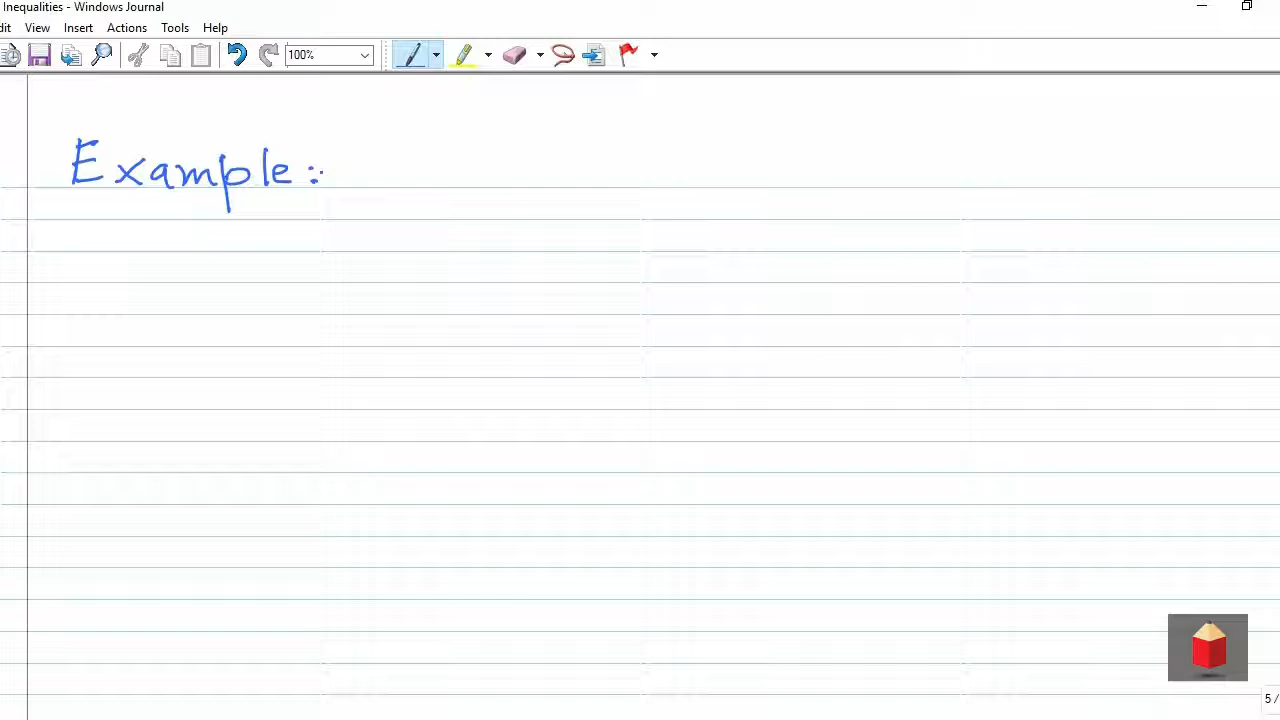 Inequalities - Windows Journal
dit View Insert Actions Tools Help
100%
Example :-
5 /